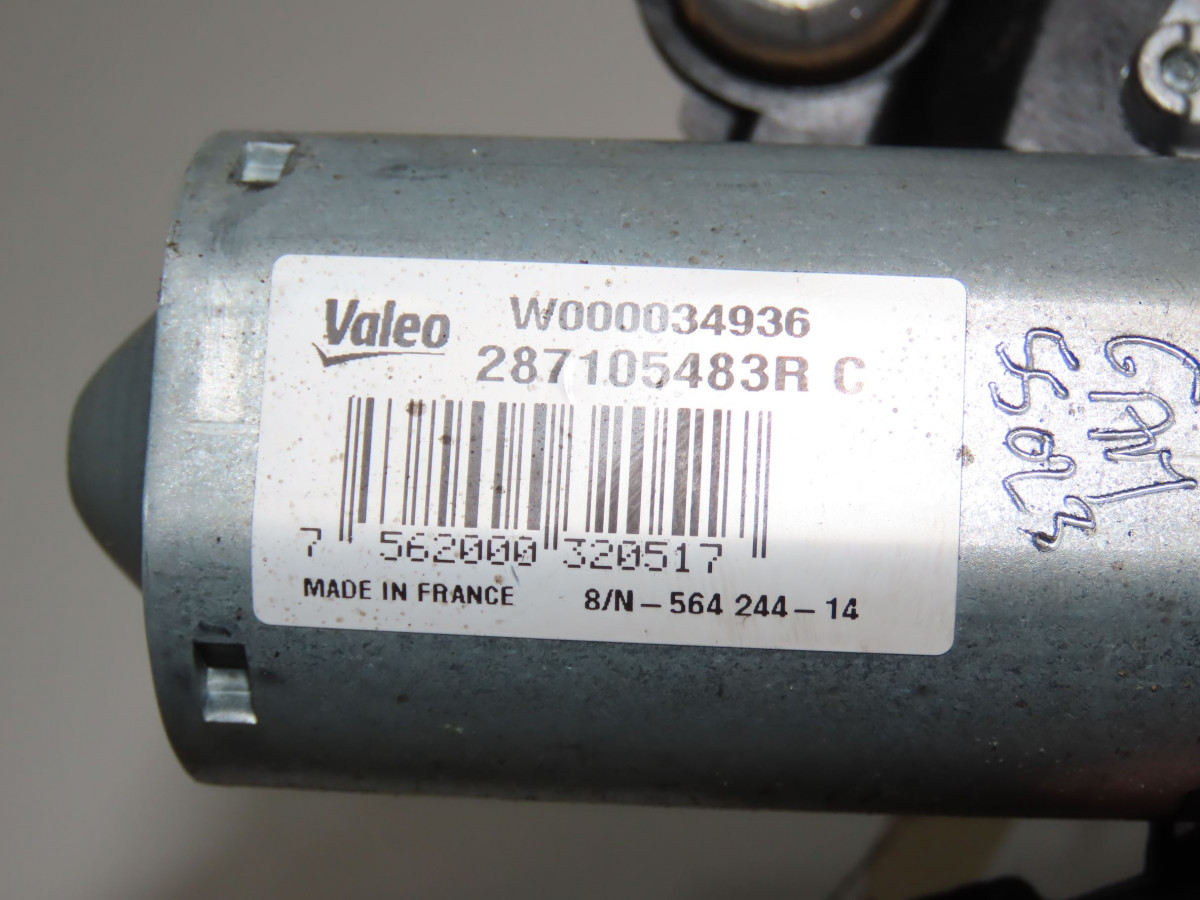 Valeo
W000034936
287105483R C
7 562000 320517
MADE IN FRANCE 8/N-564 244-14